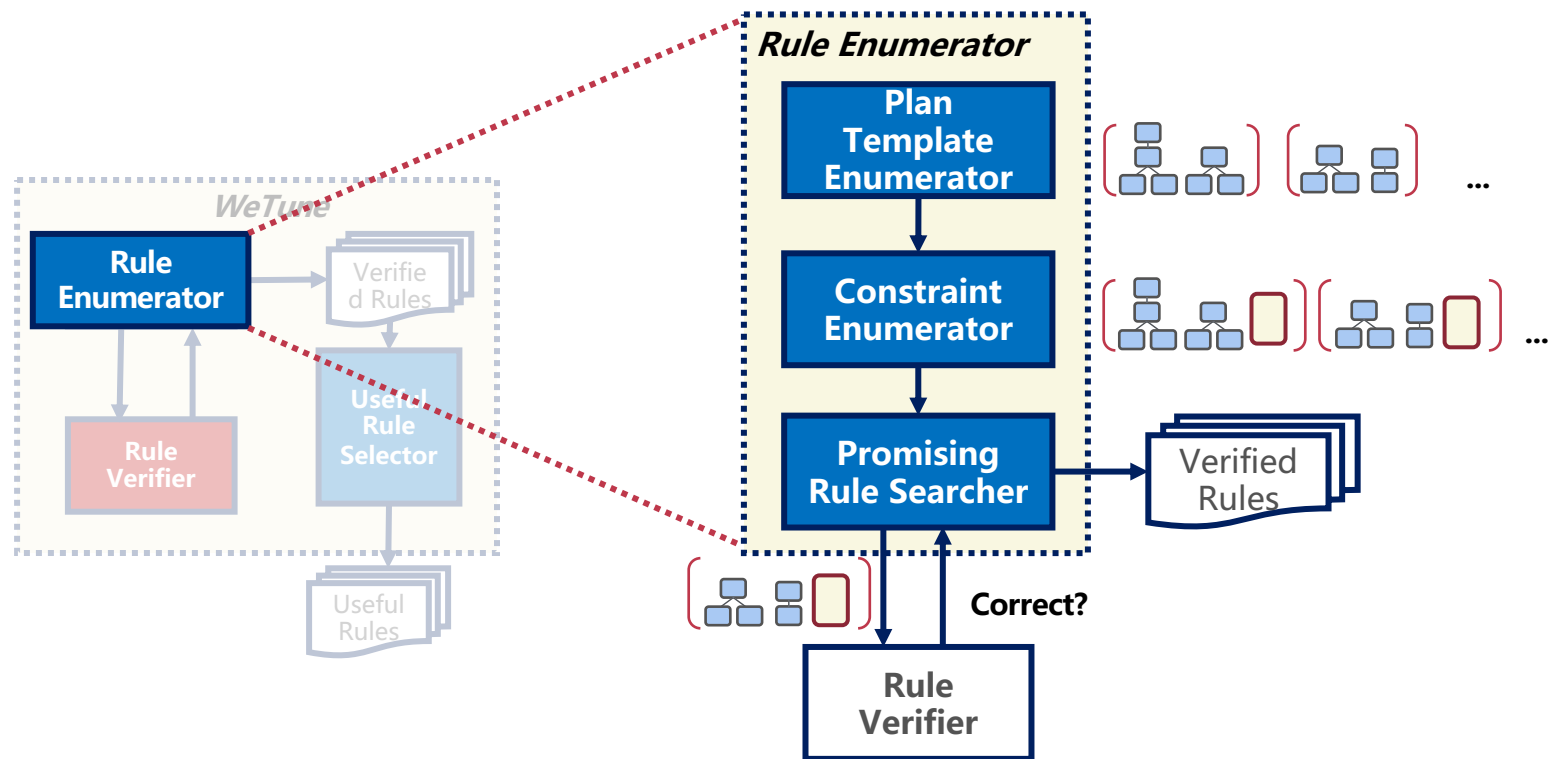 WeTune
Rule
Enumerator
Verifie
d Rules
Rule
Verifier
Useful
Rule
Selector
Useful
Rules
Rule Enumerator
Plan
Template
Enumerator
...
Constraint
Enumerator
...
Promising
Rule Searcher
Verified
Rules
Correct?
Rule
Verifier